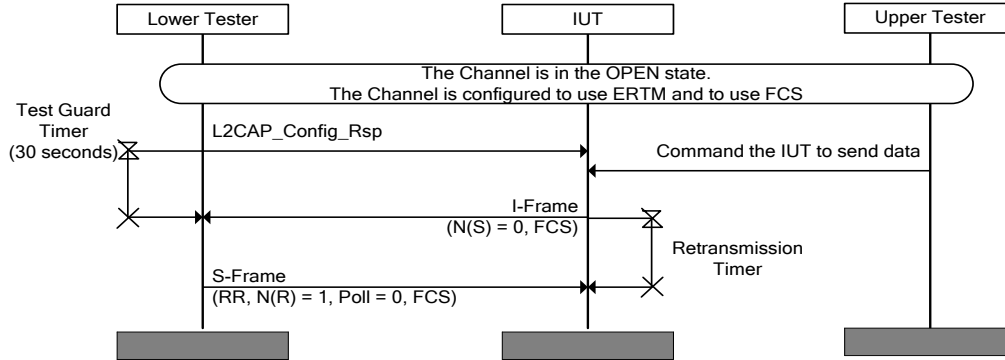 Lower Tester
IUT
Upper Tester
The Channel is in the OPEN state.
The Channel is configured to use ERTM and to use FCS
Test Guard
Timer
(30 seconds)
L2CAP_Config_Rsp
Command the IUT to send data
I-Frame
(N(S) = 0, FCS)
Retransmission
Timer
S-Frame
(RR, N(R) = 1, Poll = 0, FCS)